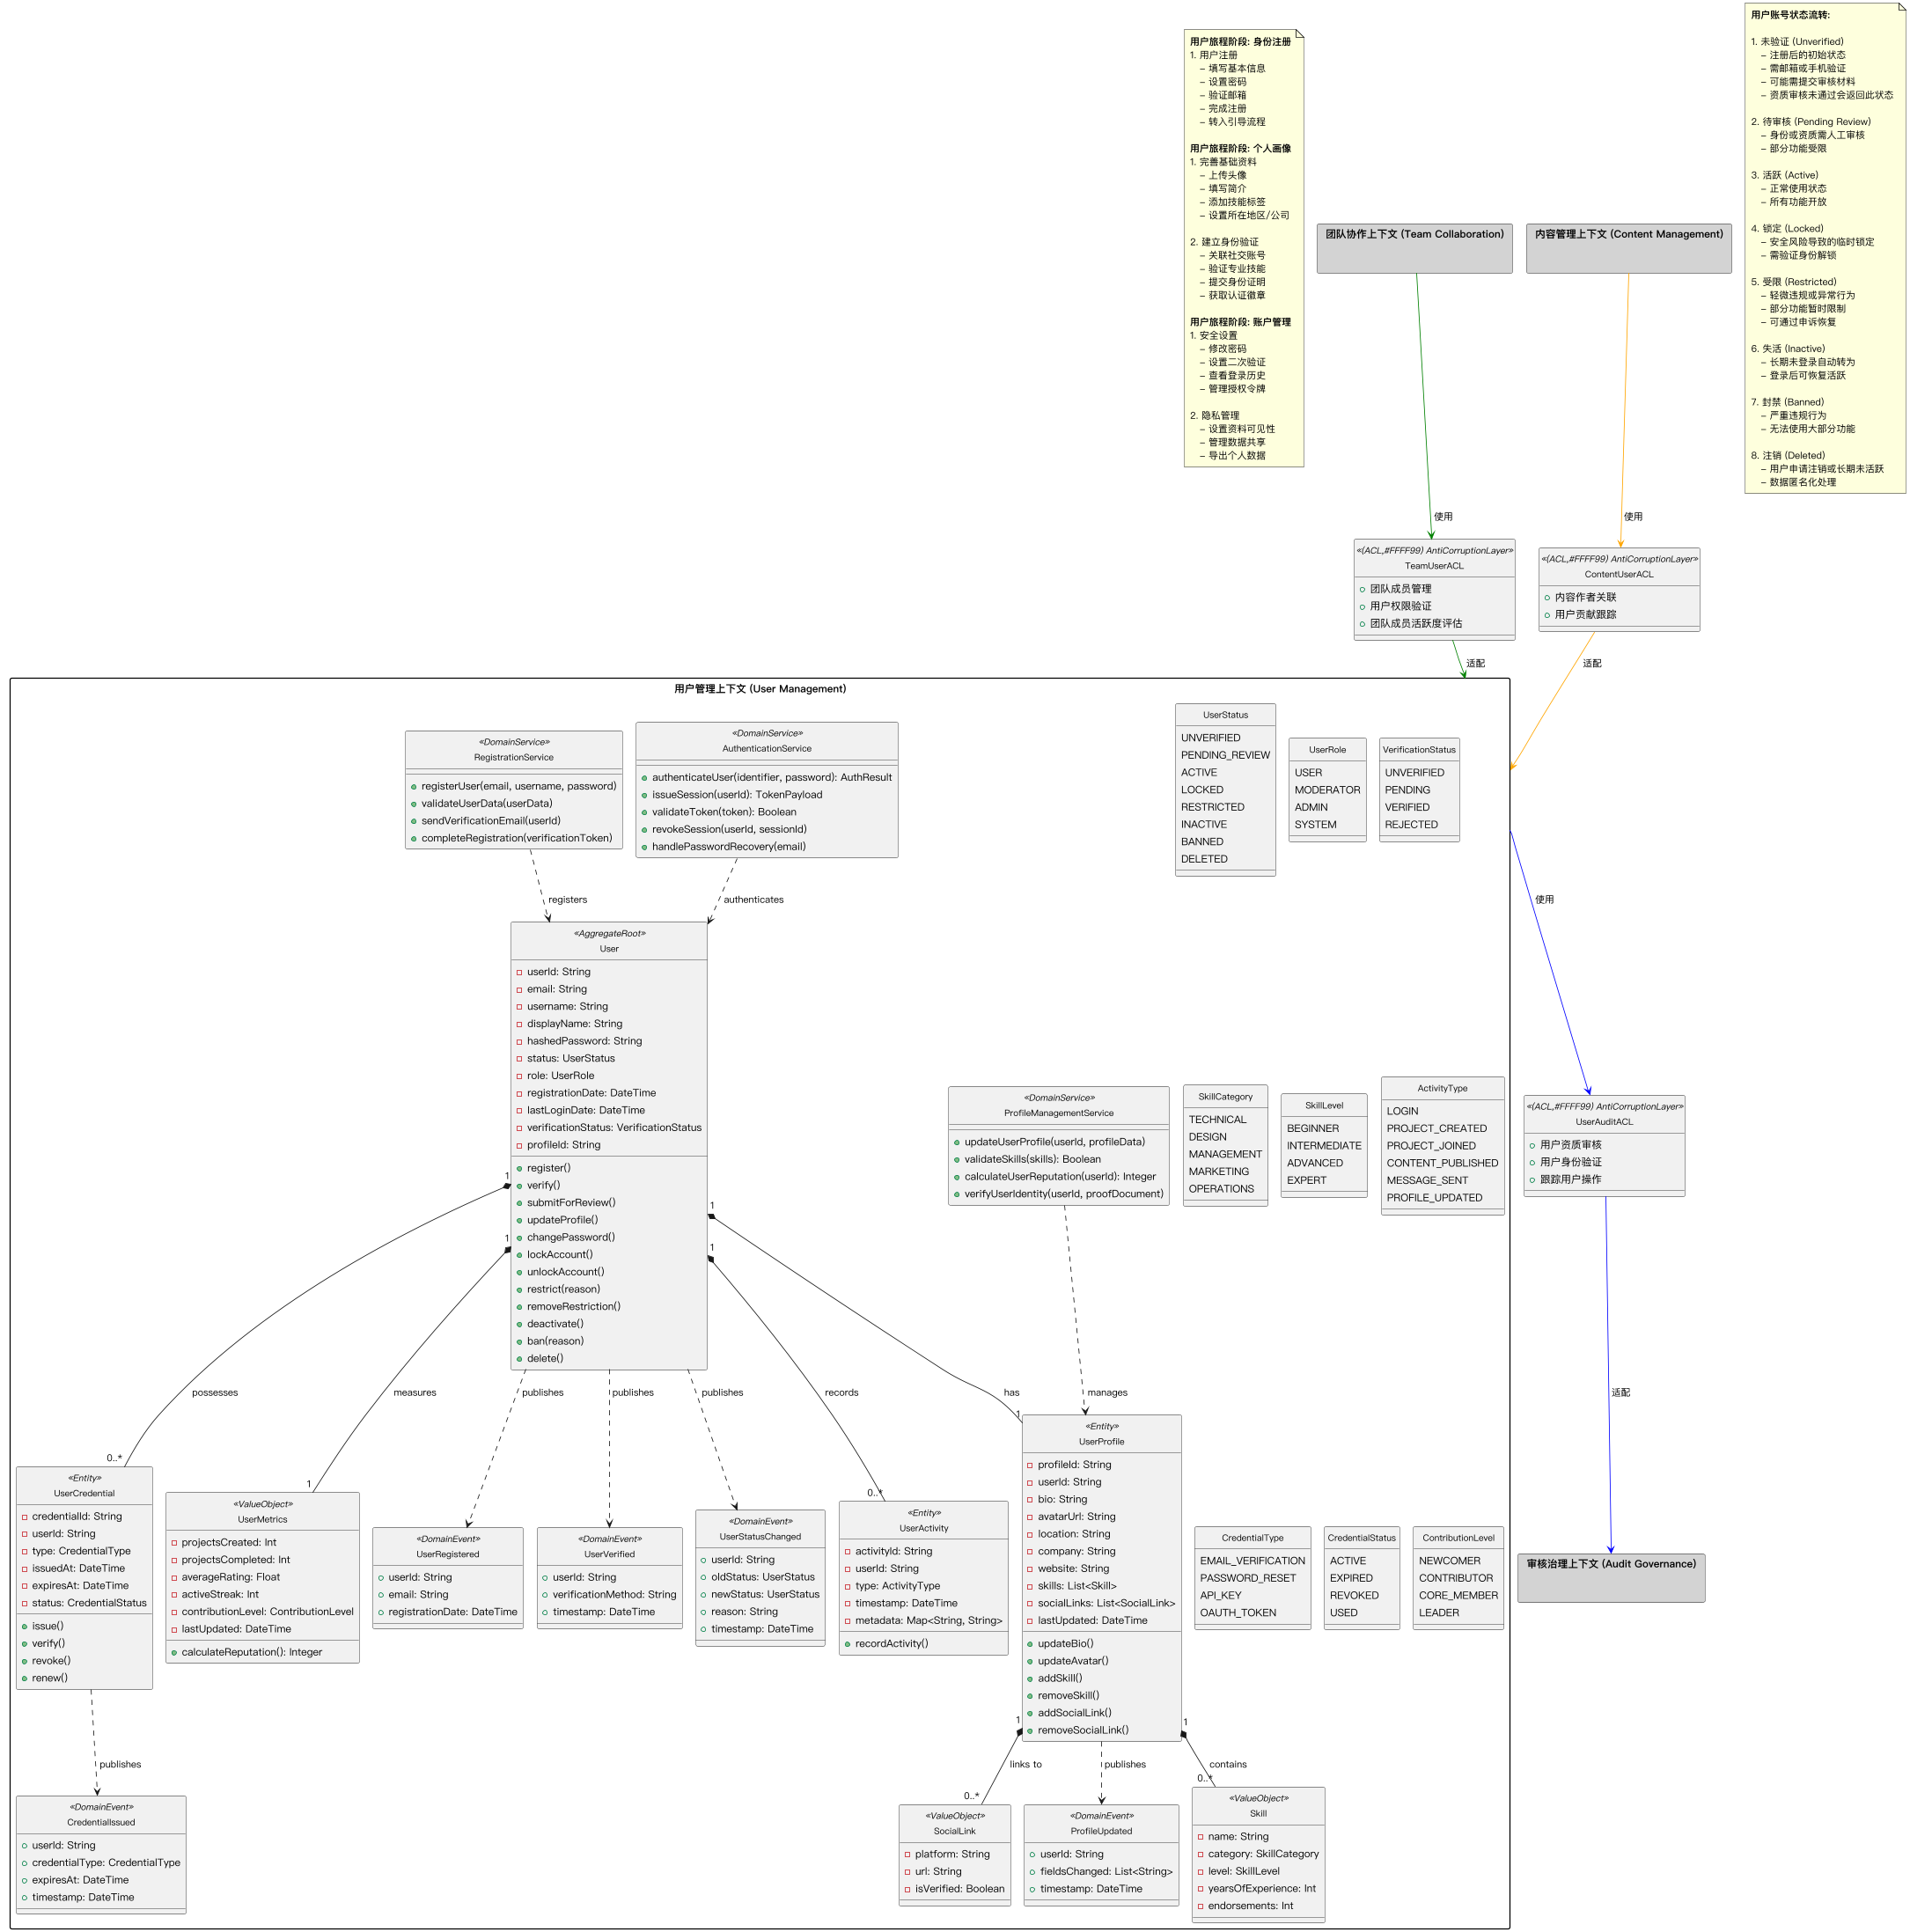 用户旅程阶段: 身份注册
1. 用户注册
– 填写基本信息
– 设置密码
– 验证邮箱
– 完成注册
– 转入引导流程
用户旅程阶段: 个人画像
1. 完善基础资料
– 上传头像
– 填写简介
– 添加技能标签
– 设置所在地区/公司
2. 建立身份验证
– 关联社交账号
– 验证专业技能
– 提交身份证明
– 获取认证徽章
用户旅程阶段: 账户管理
1. 安全设置
– 修改密码
– 设置二次验证
– 查看登录历史
– 管理授权令牌
2. 隐私管理
– 设置资料可见性
– 管理数据共享
– 导出个人数据
团队协作上下文 (Team Collaboration)
内容管理上下文 (Content Management)
用户账号状态流转:
1. 未验证 (Unverified)
– 注册后的初始状态
– 需邮箱或手机验证
– 可能需提交审核材料
– 资质审核未通过会返回此状态
2. 待审核 (Pending Review)
– 身份或资质需人工审核
– 部分功能受限
3. 活跃 (Active)
– 正常使用状态
– 所有功能开放
4. 锁定 (Locked)
– 安全风险导致的临时锁定
– 需验证身份解锁
5. 受限 (Restricted)
– 轻微违规或异常行为
– 部分功能暂时限制
– 可通过申诉恢复
6. 失活 (Inactive)
– 长期未登录自动转为
– 登录后可恢复活跃
7. 封禁 (Banned)
– 严重违规行为
– 无法使用大部分功能
8. 注销 (Deleted)
– 用户申请注销或长期未活跃
– 数据匿名化处理
使用
使用
«(ACL,#FFFF99) AntiCorruptionLayer»
TeamUserACL
团队成员管理
用户权限验证
团队成员活跃度评估
«(ACL,#FFFF99) AntiCorruptionLayer»
ContentUserACL
内容作者关联
用户贡献跟踪
适配
适配
用户管理上下文 (User Management)
«DomainService»
RegistrationService
registerUser(email, username, password)
validateUserData(userData)
sendVerificationEmail(userId)
completeRegistration(verificationToken)
«DomainService»
AuthenticationService
authenticateUser(identifier, password): AuthResult
issueSession(userId): TokenPayload
validateToken(token): Boolean
revokeSession(userId, sessionId)
handlePasswordRecovery(email)
UserStatus
UNVERIFIED
PENDING_REVIEW
ACTIVE
LOCKED
RESTRICTED
INACTIVE
BANNED
DELETED
UserRole
USER
MODERATOR
ADMIN
SYSTEM
VerificationStatus
UNVERIFIED
PENDING
VERIFIED
REJECTED
registers
authenticates
使用
«AggregateRoot»
User
userId: String
email: String
username: String
displayName: String
hashedPassword: String
status: UserStatus
role: UserRole
registrationDate: DateTime
lastLoginDate: DateTime
verificationStatus: VerificationStatus
profileId: String
register()
verify()
submitForReview()
updateProfile()
changePassword()
lockAccount()
unlockAccount()
restrict(reason)
removeRestriction()
deactivate()
ban(reason)
delete()
«DomainService»
ProfileManagementService
updateUserProfile(userId, profileData)
validateSkills(skills): Boolean
calculateUserReputation(userId): Integer
verifyUserIdentity(userId, proofDocument)
SkillCategory
TECHNICAL
DESIGN
MANAGEMENT
MARKETING
OPERATIONS
SkillLevel
BEGINNER
INTERMEDIATE
ADVANCED
EXPERT
ActivityType
LOGIN
PROJECT_CREATED
PROJECT_JOINED
CONTENT_PUBLISHED
MESSAGE_SENT
PROFILE_UPDATED
«(ACL,#FFFF99) AntiCorruptionLayer»
UserAuditACL
用户资质审核
用户身份验证
跟踪用户操作
1
1
1
1
possesses
measures
publishes
publishes
publishes
records
has
manages
适配
0..*
1
0..*
1
«Entity»
UserCredential
credentialId: String
userId: String
type: CredentialType
issuedAt: DateTime
expiresAt: DateTime
status: CredentialStatus
issue()
verify()
revoke()
renew()
«ValueObject»
UserMetrics
projectsCreated: Int
projectsCompleted: Int
averageRating: Float
activeStreak: Int
contributionLevel: ContributionLevel
lastUpdated: DateTime
calculateReputation(): Integer
«DomainEvent»
UserRegistered
userId: String
email: String
registrationDate: DateTime
«DomainEvent»
UserVerified
userId: String
verificationMethod: String
timestamp: DateTime
«DomainEvent»
UserStatusChanged
userId: String
oldStatus: UserStatus
newStatus: UserStatus
reason: String
timestamp: DateTime
«Entity»
UserActivity
activityId: String
userId: String
type: ActivityType
timestamp: DateTime
metadata: Map<String, String>
recordActivity()
«Entity»
UserProfile
profileId: String
userId: String
bio: String
avatarUrl: String
location: String
company: String
website: String
skills: List<Skill>
socialLinks: List<SocialLink>
lastUpdated: DateTime
updateBio()
updateAvatar()
addSkill()
removeSkill()
addSocialLink()
removeSocialLink()
CredentialType
EMAIL_VERIFICATION
PASSWORD_RESET
API_KEY
OAUTH_TOKEN
CredentialStatus
ACTIVE
EXPIRED
REVOKED
USED
ContributionLevel
NEWCOMER
CONTRIBUTOR
CORE_MEMBER
LEADER
审核治理上下文 (Audit Governance)
1
1
publishes
links to
publishes
contains
0..*
0..*
«DomainEvent»
CredentialIssued
userId: String
credentialType: CredentialType
expiresAt: DateTime
timestamp: DateTime
«ValueObject»
SocialLink
platform: String
url: String
isVerified: Boolean
«DomainEvent»
ProfileUpdated
userId: String
fieldsChanged: List<String>
timestamp: DateTime
«ValueObject»
Skill
name: String
category: SkillCategory
level: SkillLevel
yearsOfExperience: Int
endorsements: Int